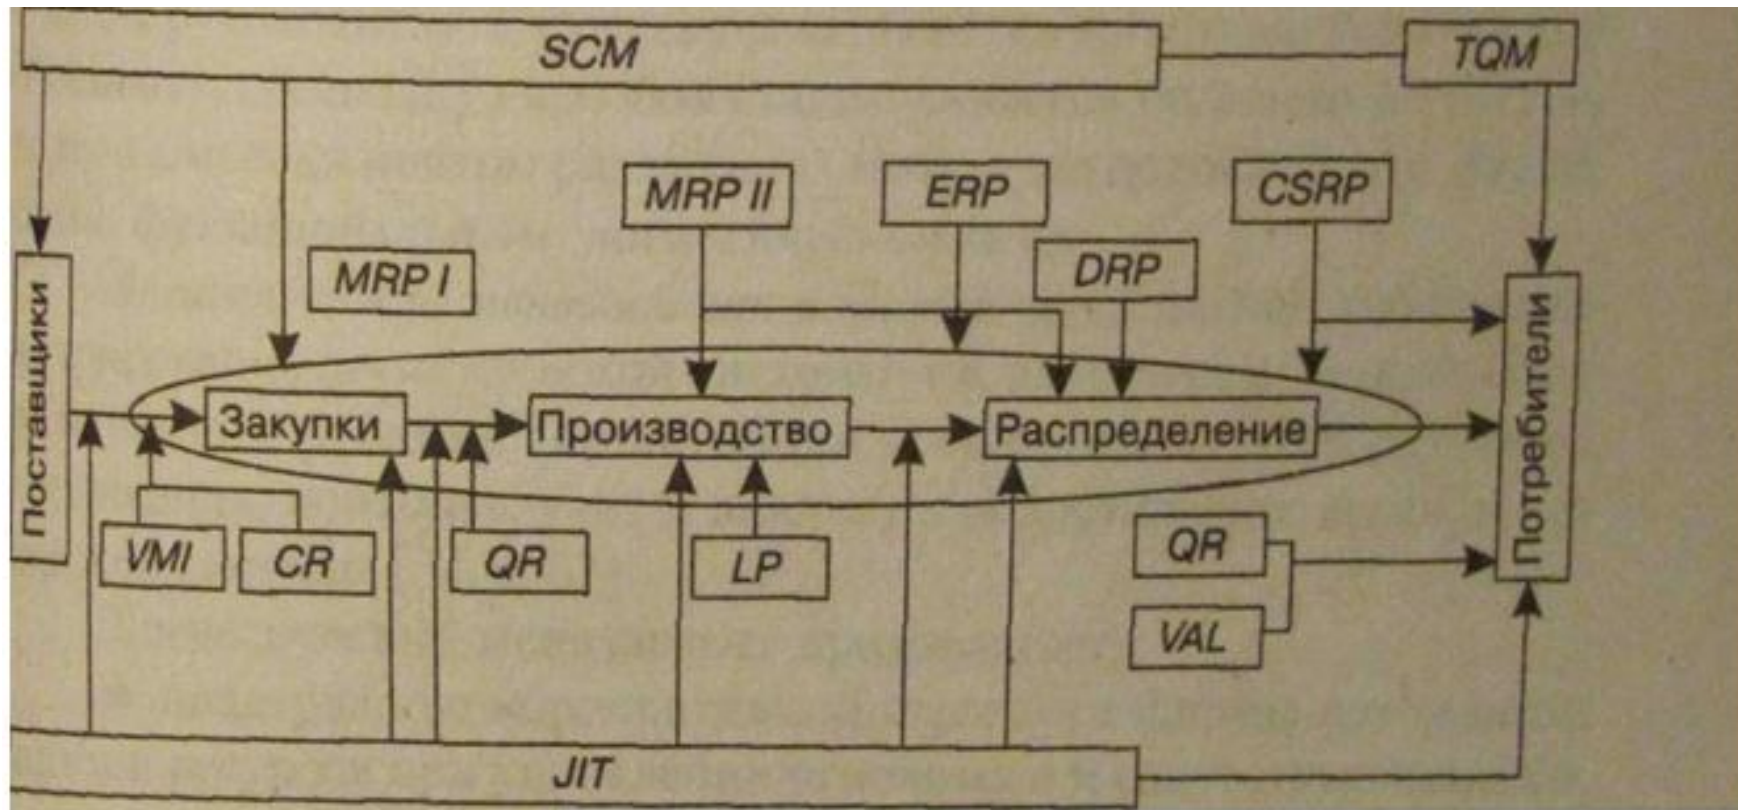 SCM
TQM
MRP II
ERP
CSRP
MRP I
DRP
Поставщики
Закупки
Производство
Распределение
Потребители
VMI
CR
QR
LP
QR
VAL
JIT